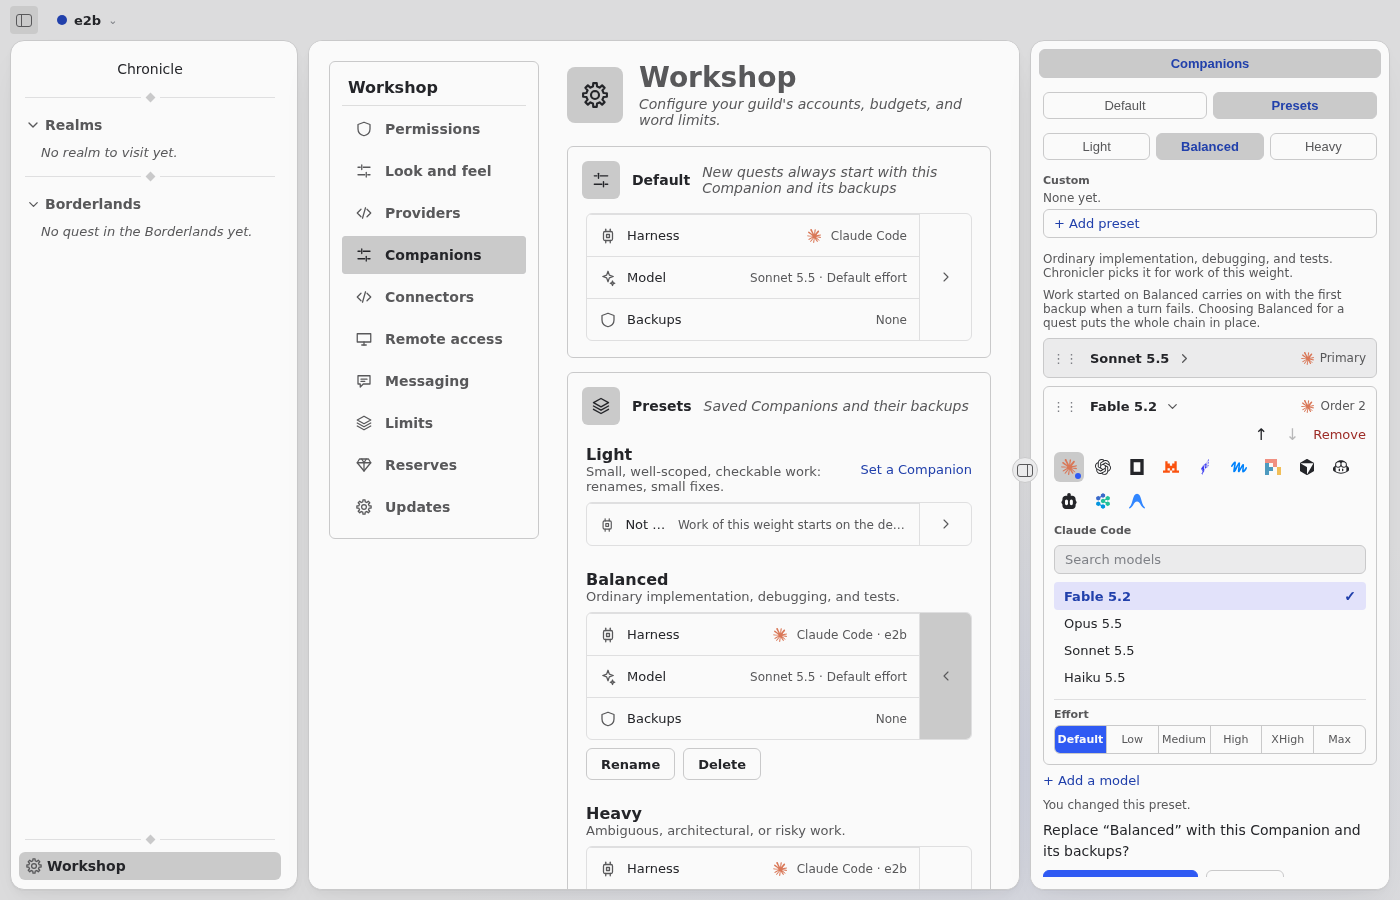 e2b
Chronicle
Realms
No realm to visit yet.
Borderlands
No quest in the Borderlands yet.
Workshop
Workshop
Permissions
Look and feel
Providers
Companions
Connectors
Remote access
Messaging
Limits
Reserves
Updates
Workshop
Configure your guild's accounts, budgets, and
word limits.
Default
New quests always start with this
Companion and its backups
Harness
Claude Code
Model
Sonnet 5.5 · Default effort
Backups
None
Presets
Saved Companions and their backups
Light
Small, well-scoped, checkable work:
renames, small fixes.
Set a Companion
Not …
Work of this weight starts on the de…
Balanced
Ordinary implementation, debugging, and tests.
Harness
Claude Code · e2b
Model
Sonnet 5.5 · Default effort
Backups
None
Rename
Delete
Heavy
Ambiguous, architectural, or risky work.
Harness
Claude Code · e2b
Companions
Default
Presets
Light
Balanced
Heavy
Custom
None yet.
+ Add preset
Ordinary implementation, debugging, and tests.
Chronicler picks it for work of this weight.
Work started on Balanced carries on with the first
backup when a turn fails. Choosing Balanced for a
quest puts the whole chain in place.
Sonnet 5.5
Primary
Fable 5.2
Order 2
↑ ↓ Remove
Claude Code
Search models
Fable 5.2 ✓
Opus 5.5
Sonnet 5.5
Haiku 5.5
Effort
Default
Low
Medium
High
XHigh
Max
+ Add a model
You changed this preset.
Replace “Balanced” with this Companion and
its backups?